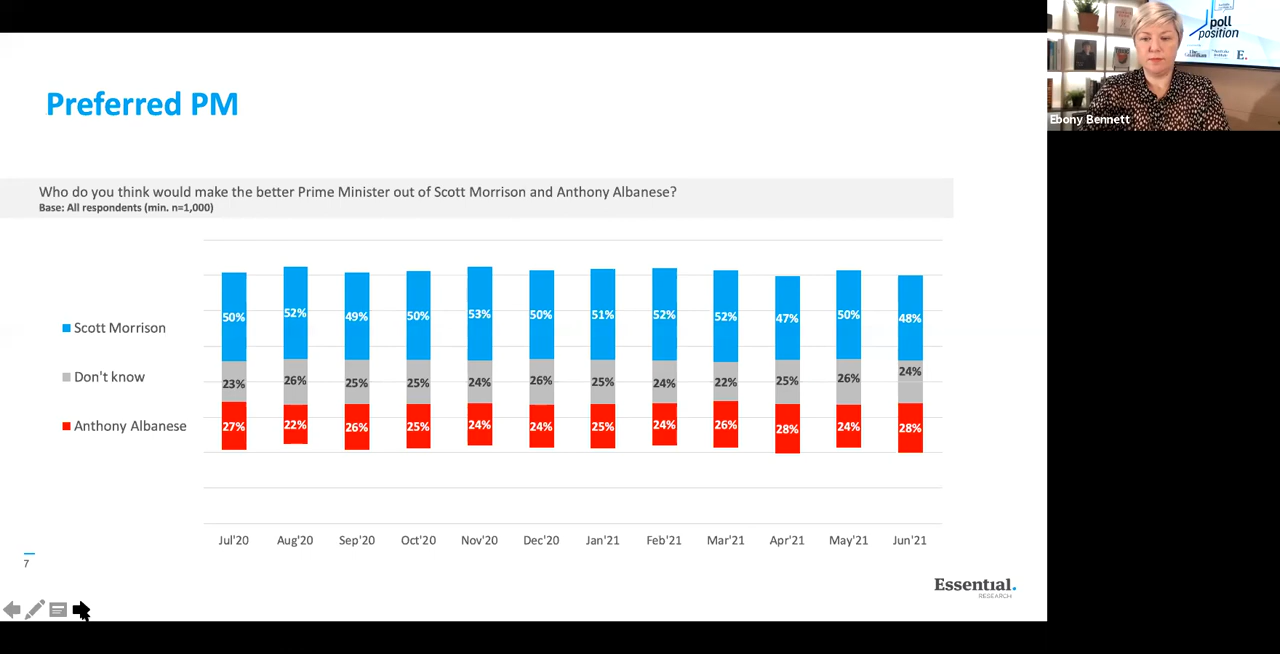 Preferred PM
Who do you think would make the better Prime Minister out of Scott Morrison and Anthony Albanese?
Base: All respondents (min. n=1,000)
Scott Morrison
Don't know
Anthony Albanese
50% 52% 49% 50% 53% 50% 51% 52% 52% 47% 50% 48%
23% 26% 25% 25% 24% 26% 25% 24% 22% 25% 26% 24%
27% 22% 26% 25% 24% 24% 25% 24% 26% 28% 24% 28%
Jul'20 Aug'20 Sep'20 Oct'20 Nov'20 Dec'20 Jan'21 Feb'21 Mar'21 Apr'21 May'21 Jun'21
7
Essential.
RESEARCH
poll
position
The Guardian
E.
Ebony Bennett